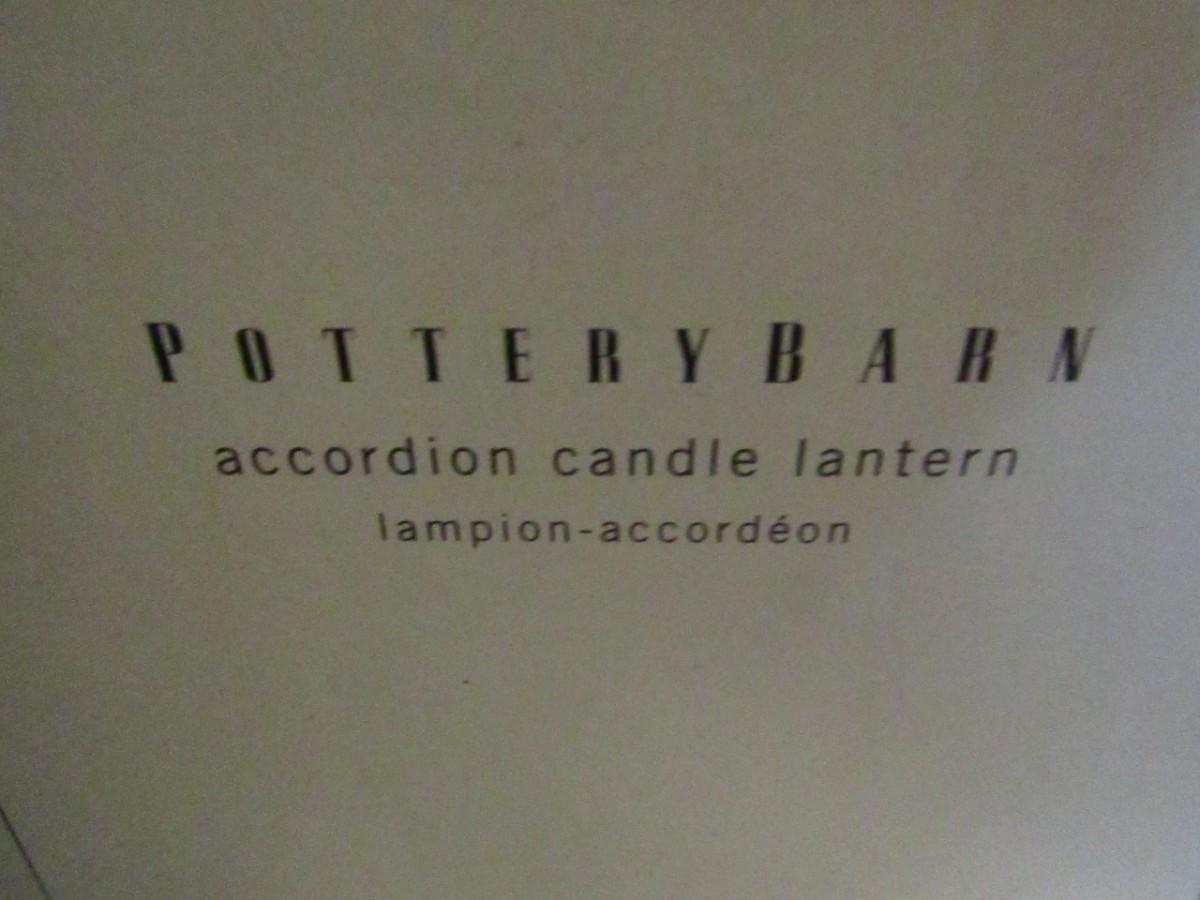 POTTERYBARN
accordion candle lantern
lampion-accordéon